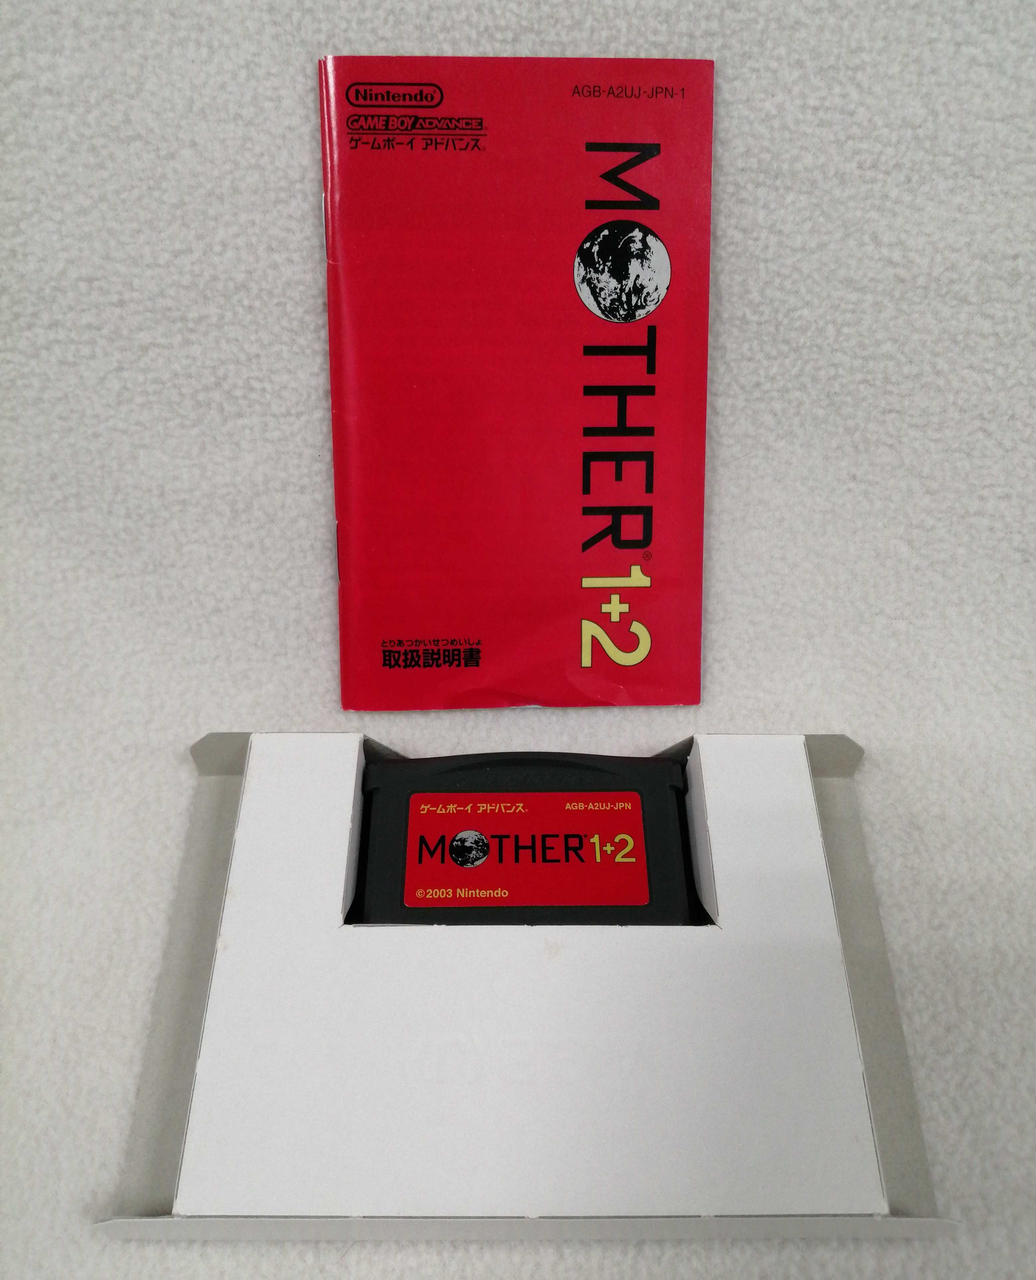 Nintendo
GAME BOY ADVANCE
ゲームボーイ アドバンス®
AGB-A2UJ-JPN-1
MOTHER®1+2
とりあつかいせつめいしょ
取扱説明書
ゲームボーイ アドバンス®
AGB-A2UJ-JPN
MOTHER®1+2
©2003 Nintendo